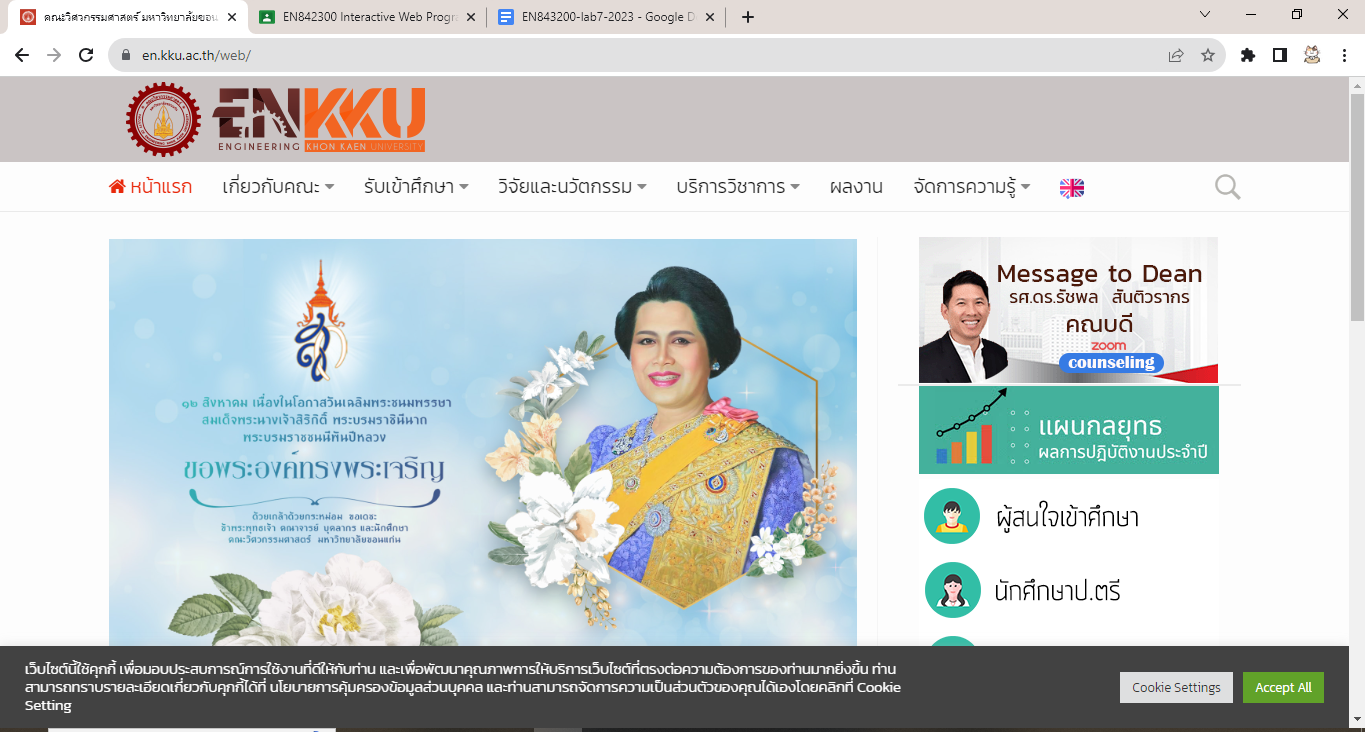 คณะวิศวกรรมศาสตร์ มหาวิทยาลัยขอน
EN842300 Interactive Web Progra
EN843200-lab7-2023 - Google D
en.kku.ac.th/web/
ENKKU
ENGINEERING KHON KAEN UNIVERSITY
หน้าแรก เกี่ยวกับคณะ รับเข้าศึกษา วิจัยและนวัตกรรม บริการวิชาการ ผลงาน จัดการความรู้
๑๒ สิงหาคม เนื่องในโอกาสวันเฉลิมพระชนมพรรษา
สมเด็จพระนางเจ้าสิริกิติ์ พระบรมราชินีนาถ
พระบรมราชชนนีพันปีหลวง
ขอพระองค์ทรงพระเจริญ
ด้วยเกล้าด้วยกระหม่อม ขอเดชะ
ข้าพระพุทธเจ้า คณาจารย์ บุคลากร และนักศึกษา
คณะวิศวกรรมศาสตร์ มหาวิทยาลัยขอนแก่น
Message to Dean
รศ.ดร.รัชพล สันติวรากร
คณบดี
zoom
counseling
แผนกลยุทธ
ผลการปฏิบัติงานประจำปี
ผู้สนใจเข้าศึกษา
นักศึกษาป.ตรี
เว็บไซต์นี้ใช้คุกกี้ เพื่อมอบประสบการณ์การใช้งานที่ดีให้กับท่าน และเพื่อพัฒนาคุณภาพการให้บริการเว็บไซต์ที่ตรงต่อความต้องการของท่านมากยิ่งขึ้น ท่าน
สามารถทราบรายละเอียดเกี่ยวกับคุกกี้ได้ที่ นโยบายการคุ้มครองข้อมูลส่วนบุคคล และท่านสามารถจัดการความเป็นส่วนตัวของคุณได้เองโดยคลิกที่ Cookie
Setting
Cookie Settings
Accept All